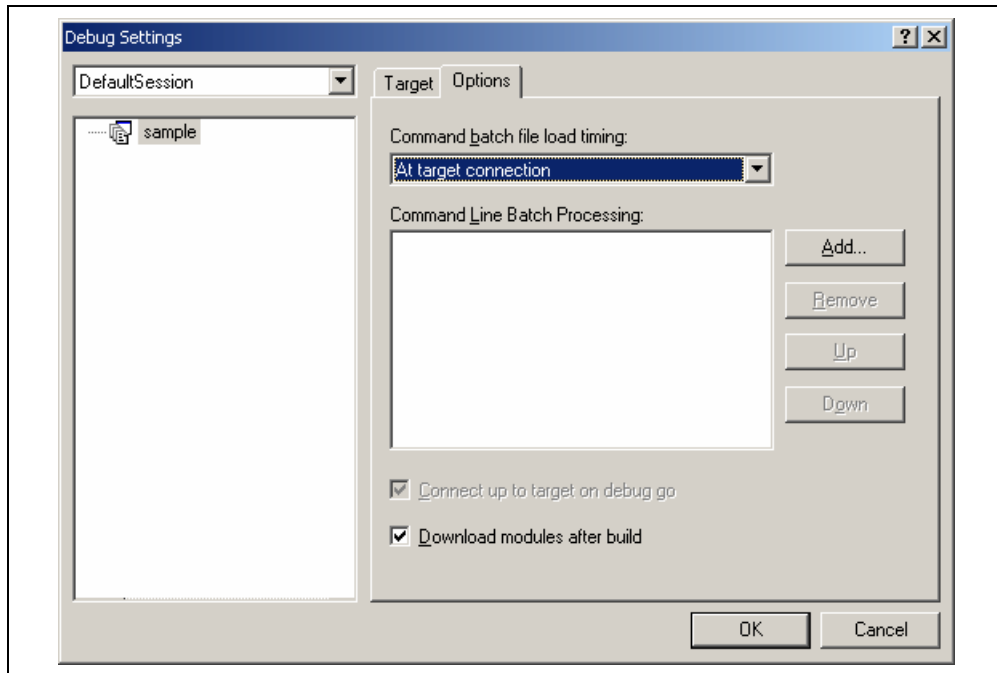 Debug Settings
DefaultSession
sample
Target Options
Command batch file load timing:
At target connection
Command Line Batch Processing:
Add...
Remove
Up
Down
Connect up to target on debug go
Download modules after build
OK Cancel